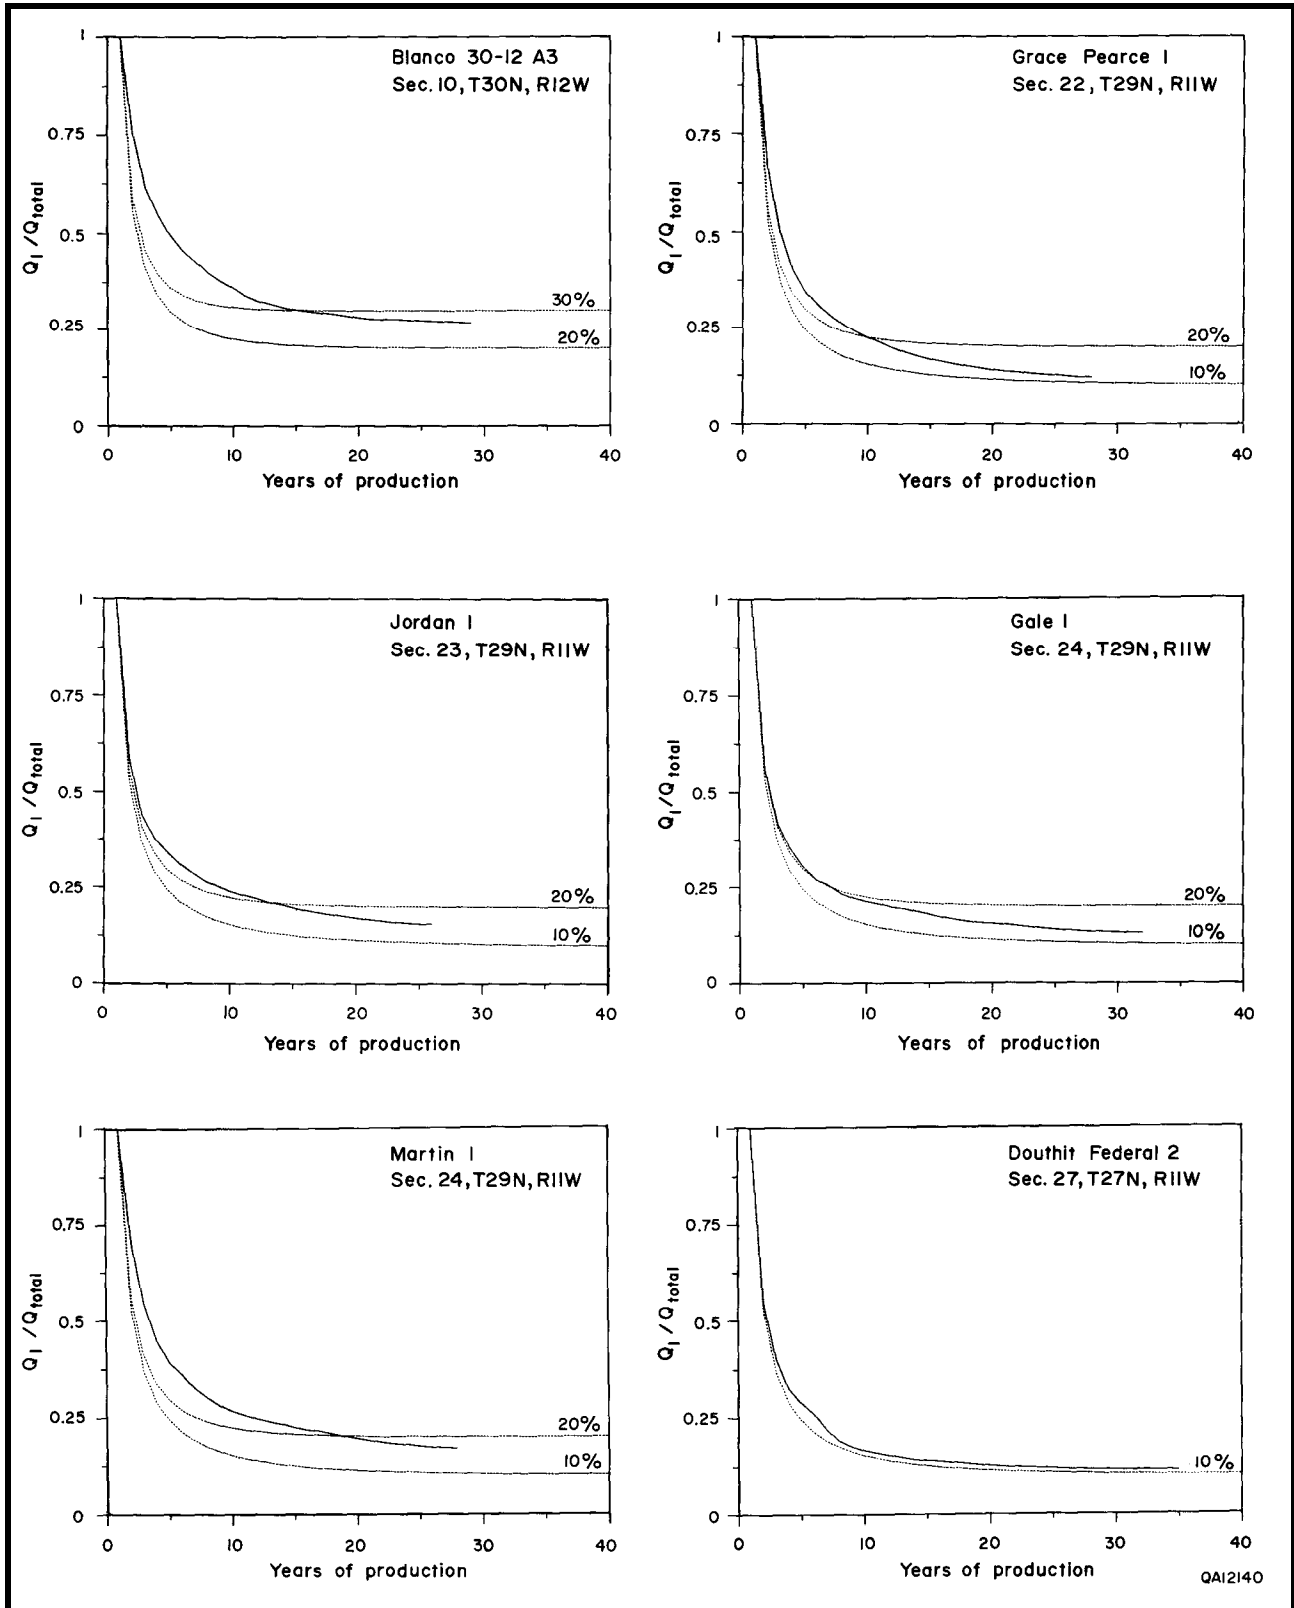 Blanco 30-12 A3
Sec. 10, T30N, R12W
1
0.75
0.5
0.25
0
Q1/Qtotal
30%
20%
0 10 20 30 40
Years of production
Grace Pearce 1
Sec. 22, T29N, R11W
1
0.75
0.5
0.25
0
Q1/Qtotal
20%
10%
0 10 20 30 40
Years of production
Jordan 1
Sec. 23, T29N, R11W
1
0.75
0.5
0.25
0
Q1/Qtotal
20%
10%
0 10 20 30 40
Years of production
Gale 1
Sec. 24, T29N, R11W
1
0.75
0.5
0.25
0
Q1/Qtotal
20%
10%
0 10 20 30 40
Years of production
Martin 1
Sec. 24, T29N, R11W
1
0.75
0.5
0.25
0
Q1/Qtotal
20%
10%
0 10 20 30 40
Years of production
Douthit Federal 2
Sec. 27, T27N, R11W
1
0.75
0.5
0.25
0
Q1/Qtotal
10%
0 10 20 30 40
Years of production
QA12140